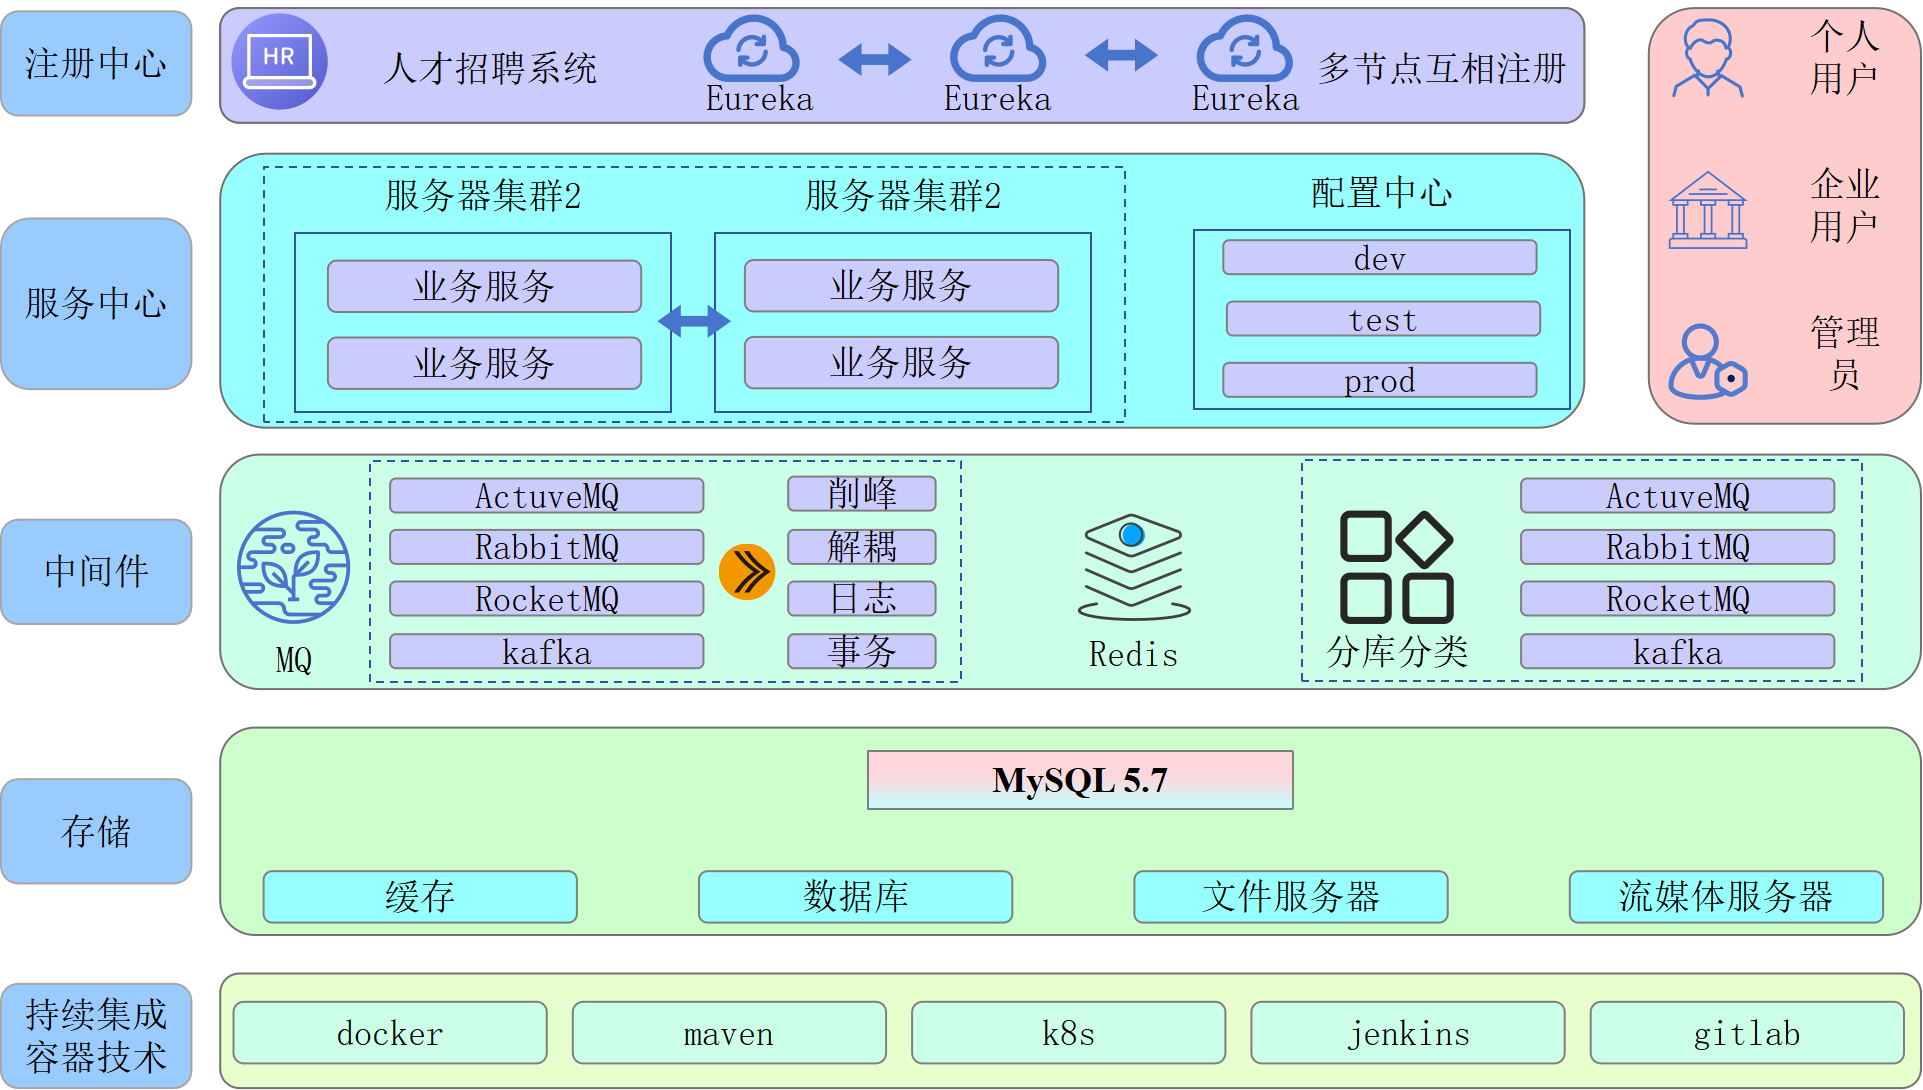 注册中心
HR
人才招聘系统
Eureka
Eureka
Eureka
多节点互相注册
个人
用户
企业
用户
管理
员
服务中心
服务器集群2
业务服务
业务服务
服务器集群2
业务服务
业务服务
配置中心
dev
test
prod
中间件
MQ
ActuveMQ
RabbitMQ
RocketMQ
kafka
削峰
解耦
日志
事务
Redis
分库分类
ActuveMQ
RabbitMQ
RocketMQ
kafka
存储
MySQL 5.7
缓存
数据库
文件服务器
流媒体服务器
持续集成
容器技术
docker
maven
k8s
jenkins
gitlab